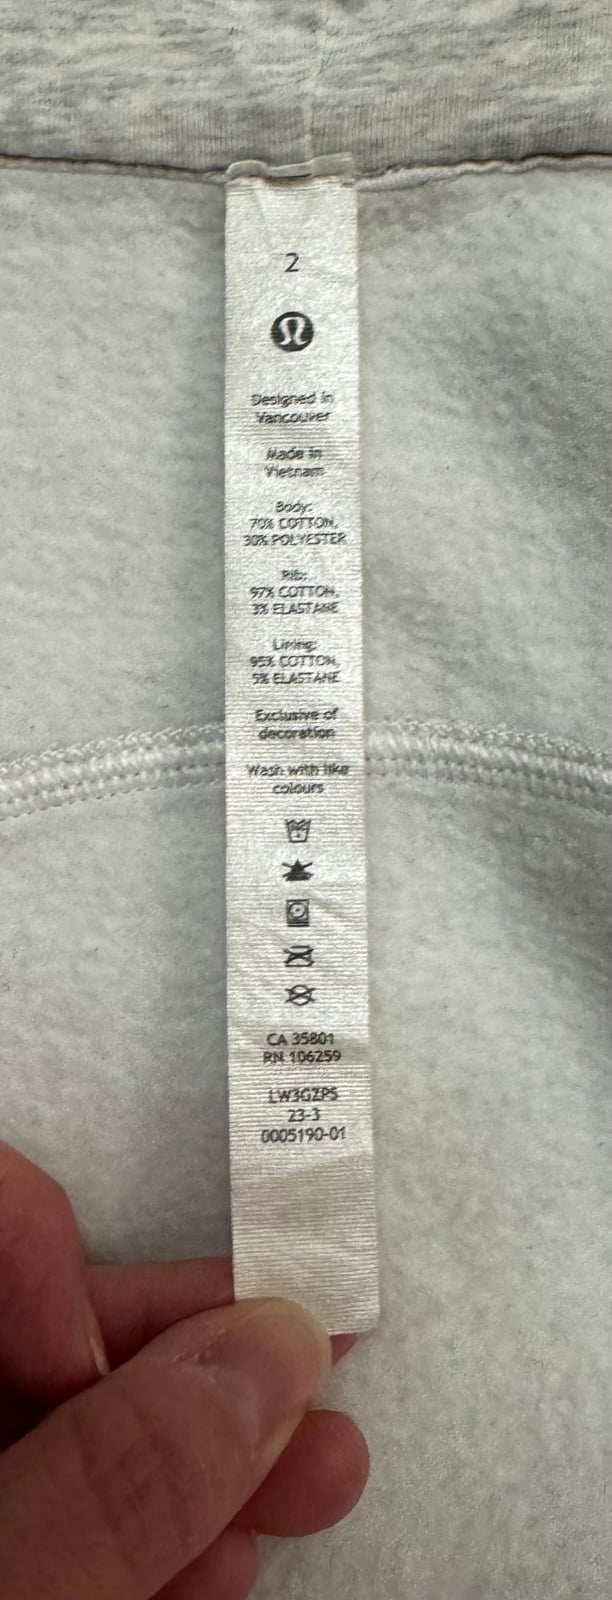 2
Designed in
Vancouver
Made in
Vietnam
Body:
70% COTTON,
30% POLYESTER
Rib:
97% COTTON,
3% ELASTANE
Lining:
95% COTTON,
5% ELASTANE
Exclusive of
decoration
Wash with like
colours
CA 35801
RN 106259
LW3GZPS
23-3
0005190-01